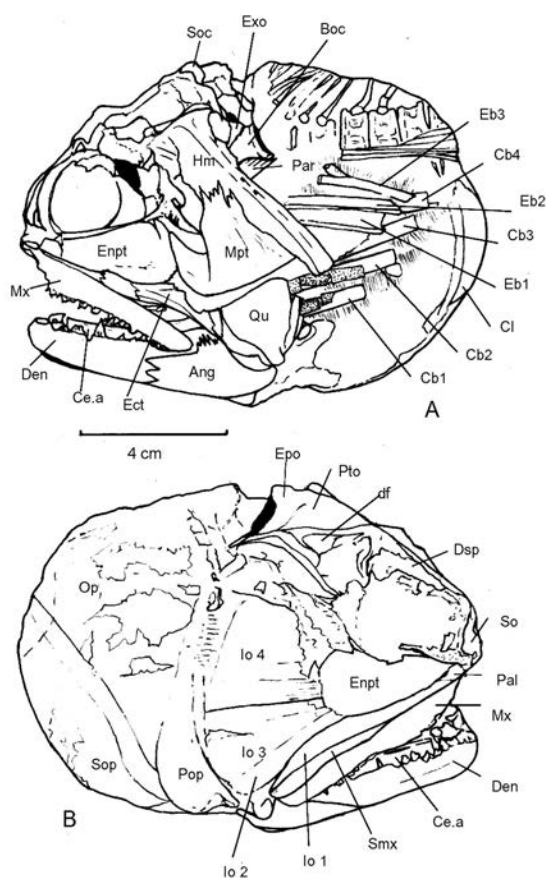 Exo
Soc
Boc
Eb3
Hm
Par
Cb4
Eb2
Cb3
Enpt
Mpt
Mx
Eb1
Qu
Cl
Den
Ang
Cb2
Cb1
Ce.a
Ect
A
4 cm
Epo
Pto
df
Dsp
Op
So
Io 4
Enpt
Pal
Mx
Io 3
Sop
Pop
Den
Ce.a
B
Smx
Io 1
Io 2